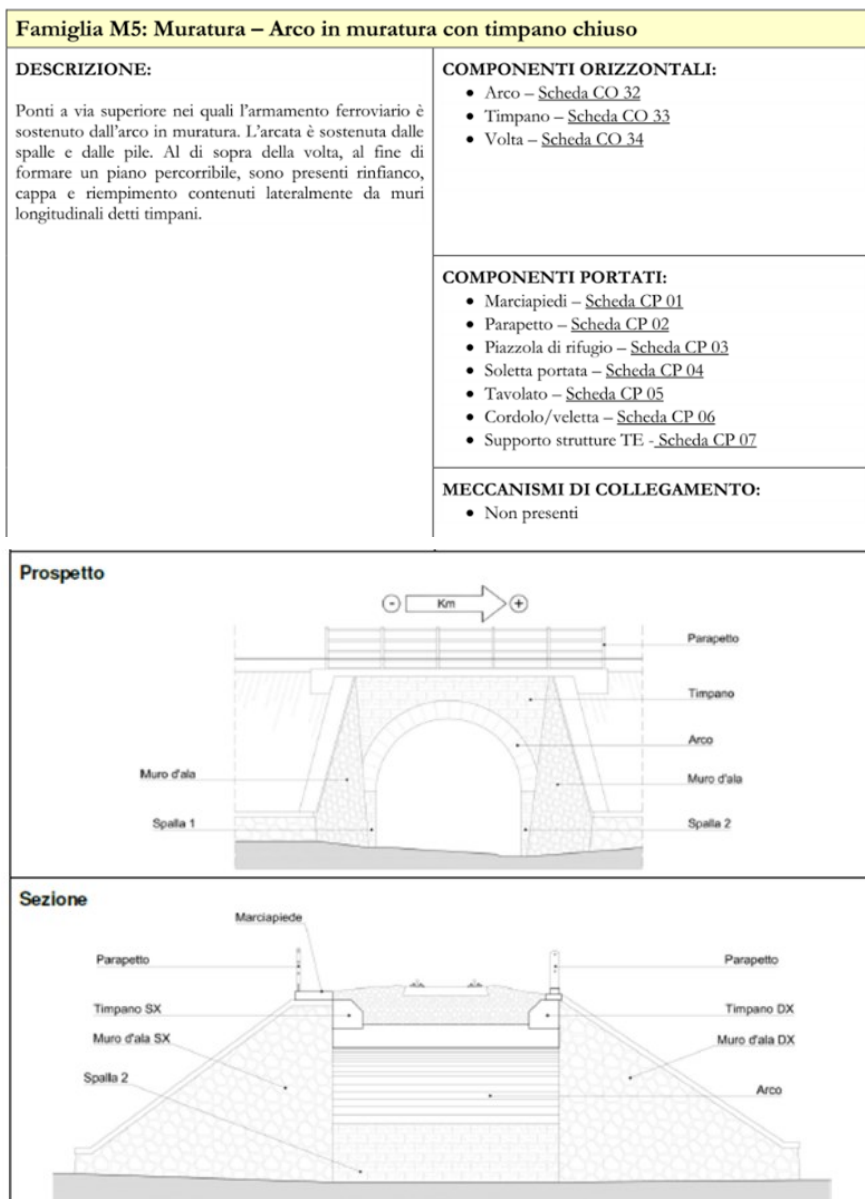 Famiglia M5: Muratura – Arco in muratura con timpano chiuso
DESCRIZIONE:
Ponti a via superiore nei quali l'armamento ferroviario è
sostenuto dall'arco in muratura. L'arcata è sostenuta dalle
spalle e dalle pile. Al di sopra della volta, al fine di
formare un piano percorribile, sono presenti rinfianco,
cappa e riempimento contenuti lateralmente da muri
longitudinali detti timpani.
COMPONENTI ORIZZONTALI:
• Arco – Scheda CO 32
• Timpano – Scheda CO 33
• Volta – Scheda CO 34
COMPONENTI PORTATI:
• Marciapiedi – Scheda CP 01
• Parapetto – Scheda CP 02
• Piazzola di rifugio – Scheda CP 03
• Soletta portata – Scheda CP 04
• Tavolato – Scheda CP 05
• Cordolo/veletta – Scheda CP 06
• Supporto strutture TE - Scheda CP 07
MECCANISMI DI COLLEGAMENTO:
• Non presenti
Prospetto
- Km +
Parapetto
Timpano
Arco
Muro d'ala
Muro d'ala
Spalla 1
Spalla 2
Sezione
Marciapiede
Parapetto
Parapetto
Timpano SX
Timpano DX
Muro d'ala SX
Muro d'ala DX
Spalla 2
Arco